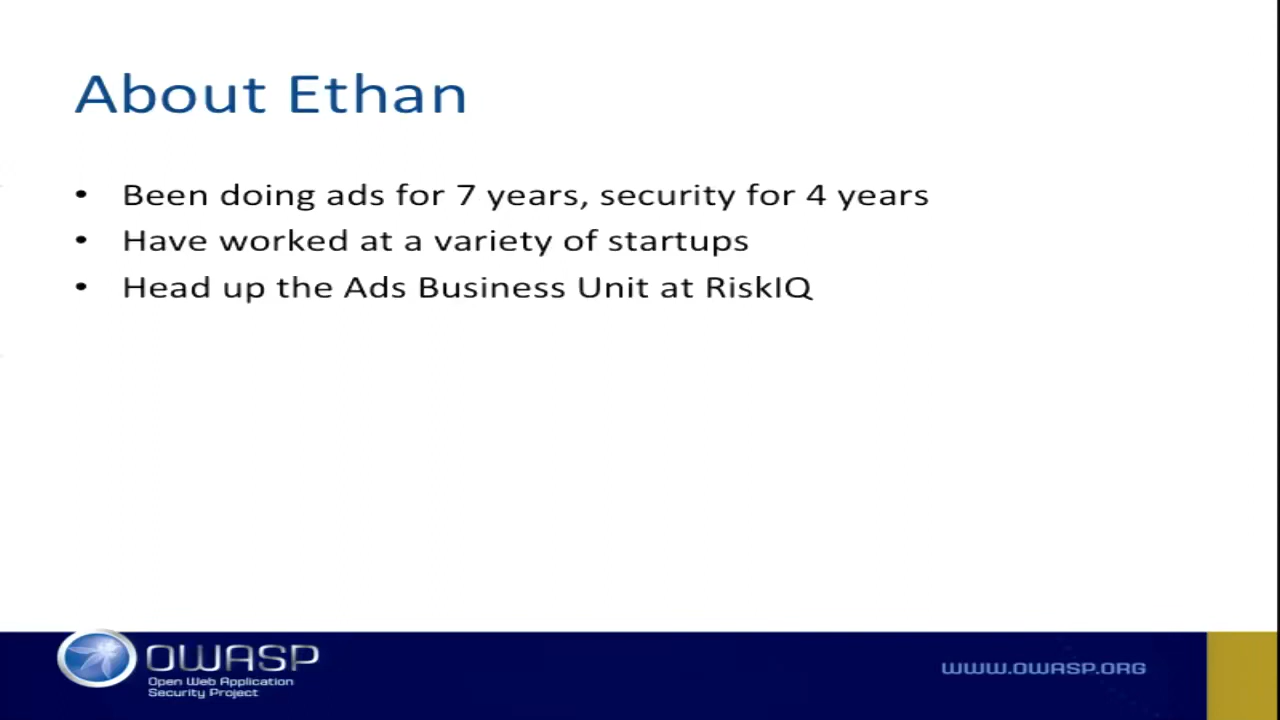 About Ethan
• Been doing ads for 7 years, security for 4 years
• Have worked at a variety of startups
• Head up the Ads Business Unit at RiskIQ
OWASP
Open Web Application
Security Project
WWW.OWASP.ORG